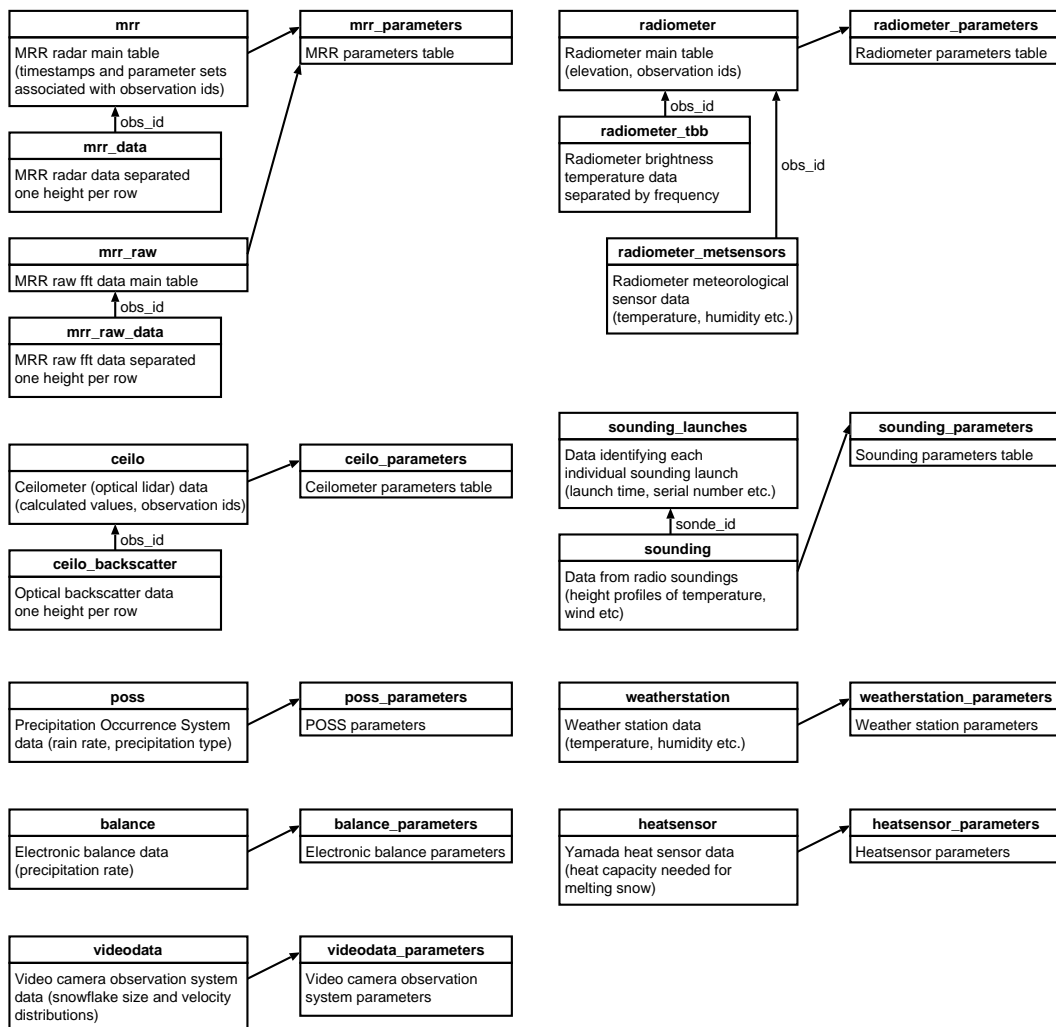 mrr
MRR radar main table
(timestamps and parameter sets
associated with observation ids)
mrr_parameters
MRR parameters table
obs_id
mrr_data
MRR radar data separated
one height per row
mrr_raw
MRR raw fft data main table
obs_id
mrr_raw_data
MRR raw fft data separated
one height per row
radiometer
Radiometer main table
(elevation, observation ids)
radiometer_parameters
Radiometer parameters table
obs_id
radiometer_tbb
Radiometer brightness
temperature data
separated by frequency
obs_id
radiometer_metsensors
Radiometer meteorological
sensor data
(temperature, humidity etc.)
ceilo
Ceilometer (optical lidar) data
(calculated values, observation ids)
ceilo_parameters
Ceilometer parameters table
obs_id
ceilo_backscatter
Optical backscatter data
one height per row
sounding_launches
Data identifying each
individual sounding launch
(launch time, serial number etc.)
sounding_parameters
Sounding parameters table
sonde_id
sounding
Data from radio soundings
(height profiles of temperature,
wind etc)
poss
Precipitation Occurrence System
data (rain rate, precipitation type)
poss_parameters
POSS parameters
weatherstation
Weather station data
(temperature, humidity etc.)
weatherstation_parameters
Weather station parameters
balance
Electronic balance data
(precipitation rate)
balance_parameters
Electronic balance parameters
heatsensor
Yamada heat sensor data
(heat capacity needed for
melting snow)
heatsensor_parameters
Heatsensor parameters
videodata
Video camera observation system
data (snowflake size and velocity
distributions)
videodata_parameters
Video camera observation
system parameters